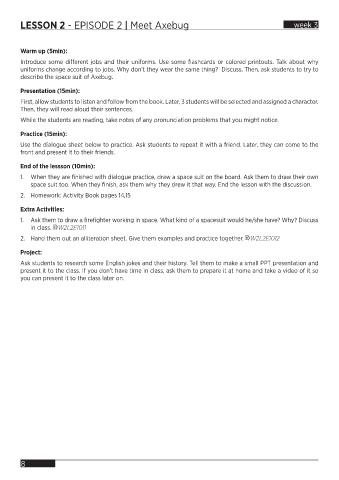 LESSON 2 - EPISODE 2 | Meet Axebug
week 3
Warm up (5min):
Introduce some different jobs and their uniforms. Use some flashcards or colored printouts. Talk about why
uniforms change according to jobs. Why don't they wear the same thing? Discuss. Then, ask students to try to
describe the space suit of Axebug.
Presentation (15min):
First, allow students to listen and follow from the book. Later, 3 students will be selected and assigned a character.
Then, they will read aloud their sentences.
While the students are reading, take notes of any pronunciation problems that you might notice.
Practice (15min):
Use the dialogue sheet below to practice. Ask students to repeat it with a friend. Later, they can come to the
front and present it to their friends.
End of the lessson (10min):
1. When they are finished with dialogue practice, draw a space suit on the board. Ask them to draw their own
space suit too. When they finish, ask them why they drew it that way. End the lesson with the discussion.
2. Homework: Activity Book pages 14,15
Extra Activities:
1. Ask them to draw a firefighter working in space. What kind of a spacesuit would he/she have? Why? Discuss
in class. W2L2E1011
2. Hand them out an alliteration sheet. Give them examples and practice together. W2L2E1012
Project:
Ask students to research some English jokes and their history. Tell them to make a small PPT presentation and
present it to the class. If you don't have time in class, ask them to prepare it at home and take a video of it so
you can present it to the class later on.
8